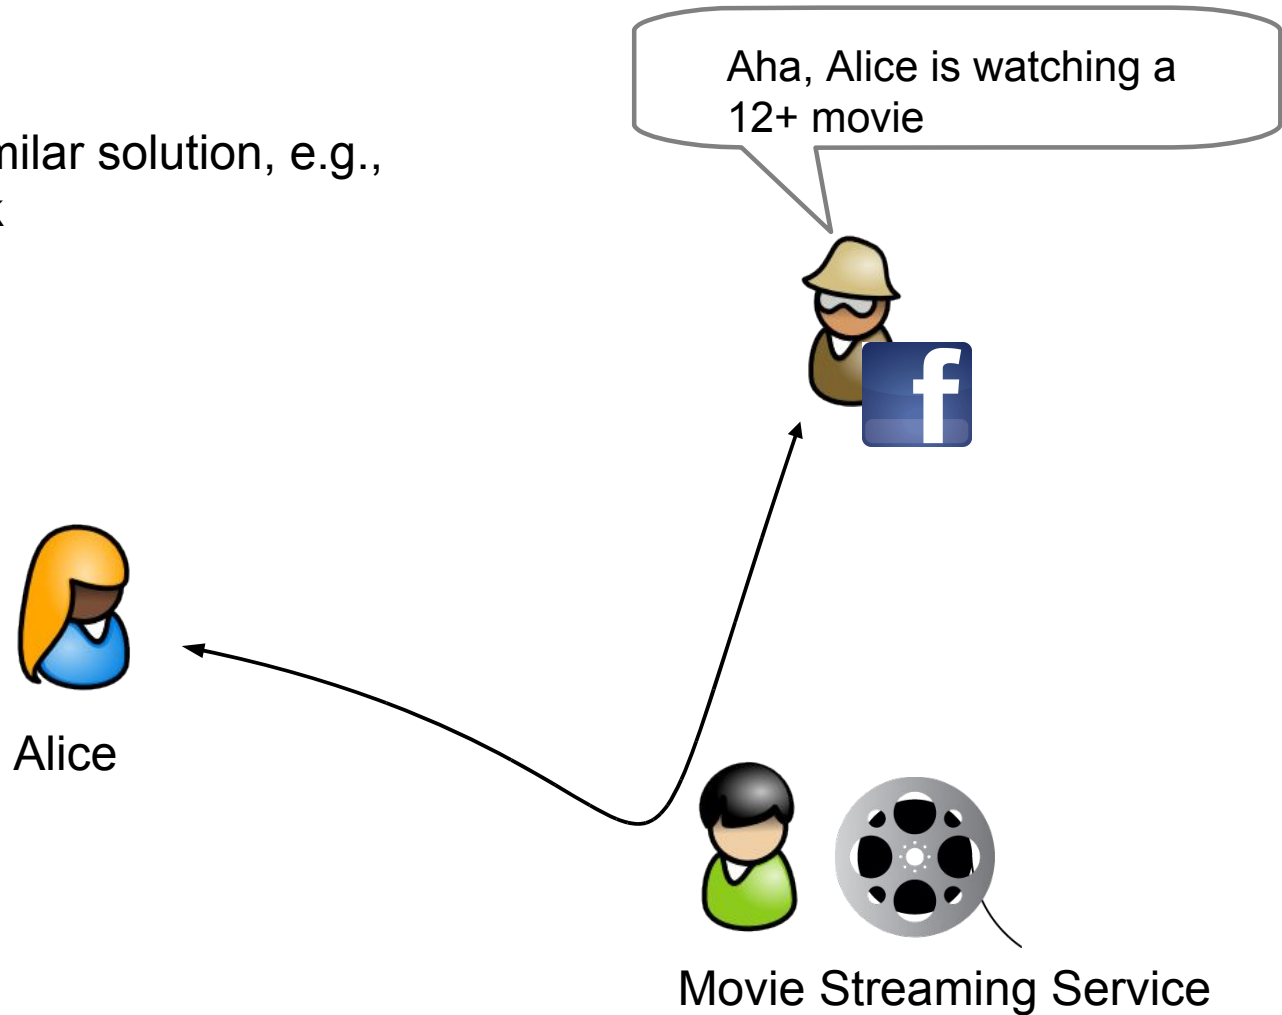 Aha, Alice is watching a
12+ movie
milar solution, e.g.,
k
f
Alice
Movie Streaming Service